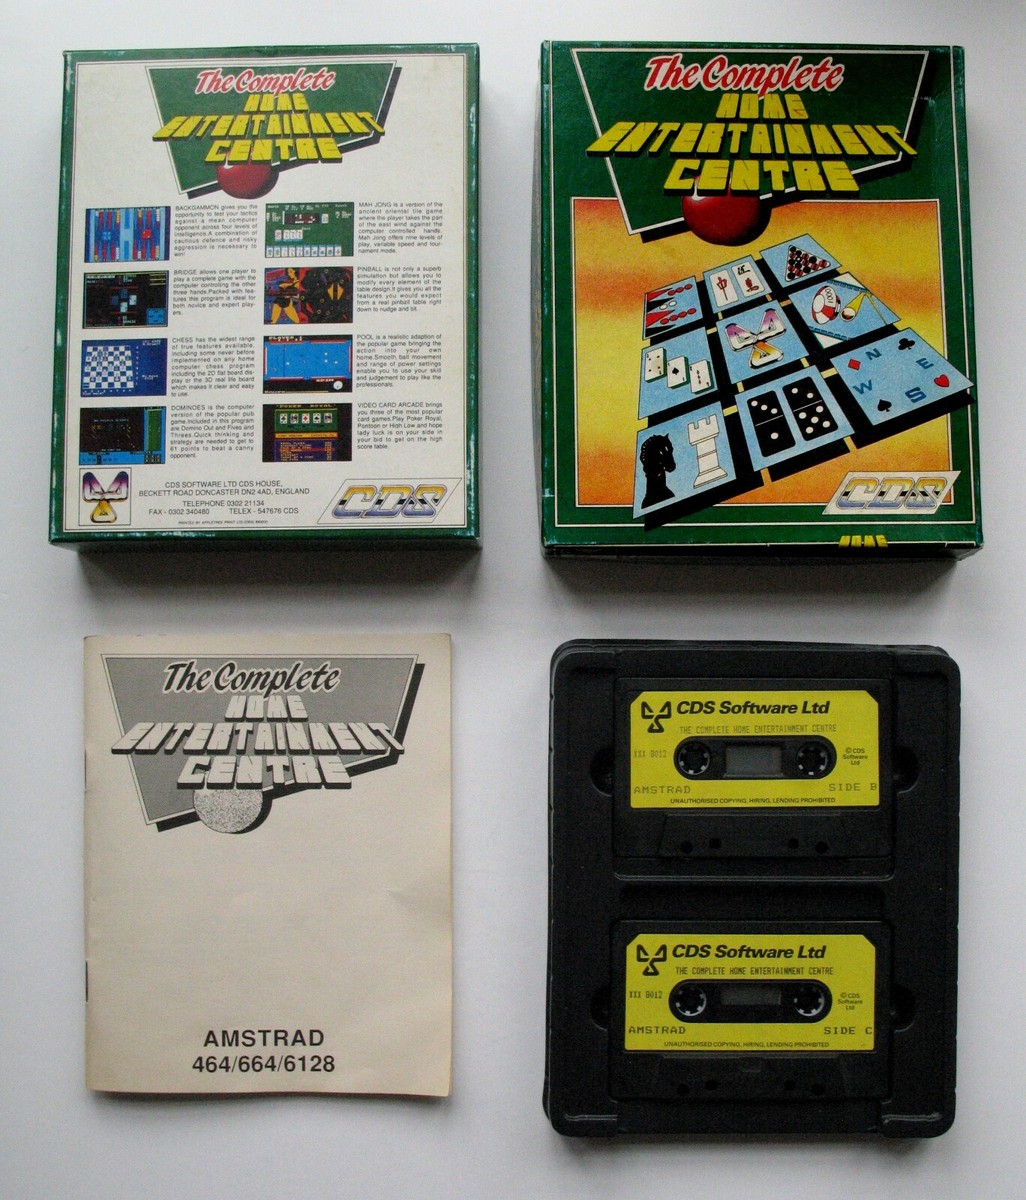 The Complete
HOME
ENTERTAINMENT
CENTRE
BACKGAMMON gives you the
opportunity to test your tactics
against a mean computer
opponent across four levels of
intelligence.A combination of
cautious defence and risky
aggression is necessary to
win!
BRIDGE allows one player to
play a complete game with the
computer controlling the other
three hands.Packed with fea-
tures this program is ideal for
both novice and expert play-
ers.
CHESS has the widest range
of true features available,
including some never before
implemented on any home
computer chess program
including the 2D flat board dis-
play or the 3D real life board
which makes it clear and easy
to use.
DOMINOES is the computer
version of the popular pub
game.Included in this program
are Domino Out and Fives and
Threes.Quick thinking and
strategy are needed to get to
61 points to beat a canny
opponent.
MAH JONG is a version of the
ancient oriental tile game
where the player takes the part
of the east wind against the
computer controlled hands.
Mah Jong offers nine levels of
play, variable speed and tour-
nament mode.
PINBALL is not only a superb
simulation but allows you to
modify every element of the
table design.It gives you all the
features you would expect
from a real pinball table right
down to nudge and tilt.
POOL is a realistic adaption of
the popular game bringing the
action into your own
home.Smooth, ball movement
and range of power settings
enable you to use your skill
and judgement to play like the
professionals.
VIDEO CARD ARCADE brings
you three of the most popular
card games.Play Poker Royal,
Pontoon or High Low and hope
lady luck is on your side in
your bid to get on the high
score table.
POKER ROYAL
CDS SOFTWARE LTD CDS HOUSE,
BECKETT ROAD DONCASTER DN2 4AD, ENGLAND
TELEPHONE 0302 21134
FAX - 0302 340480 TELEX - 547676 CDS
CDS
The Complete
HOME
ENTERTAINMENT
CENTRE
中 五
萬
N
E
W
S
CDS
HOME
The Complete
HOME
ENTERTAINMENT
CENTRE
AMSTRAD
464/664/6128
CDS Software Ltd
THE COMPLETE HOME ENTERTAINMENT CENTRE
XXX 9012
© CDS
Software
Ltd
AMSTRAD SIDE B
UNAUTHORISED COPYING, HIRING, LENDING PROHIBITED
CDS Software Ltd
THE COMPLETE HOME ENTERTAINMENT CENTRE
XXX 9012
© CDS
Software
Ltd
AMSTRAD SIDE C
UNAUTHORISED COPYING, HIRING, LENDING PROHIBITED